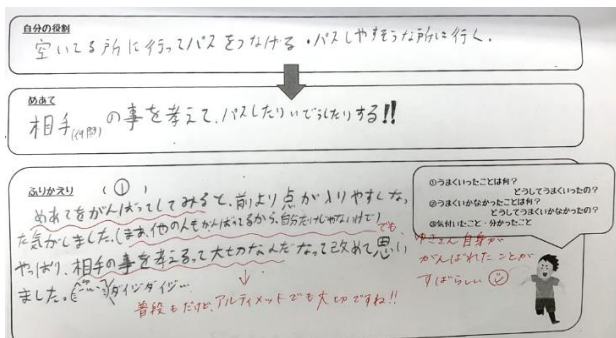 自分の役割
空いてる所に行ってパスをつなげる・パスしやすそうな所に行く。
めあて
相手(仲間)の事を考えて、パスしたりいどうしたりする!!
ふりかえり (①)
めあてをがんばってしてみると、前より点が入りやすくなっ
た気がしました。(まぁ、他の人もがんばってるから、自分だけじゃないけど)
でも
やっぱり、相手の事を考えるって大切なんだなって改めて思い
ました。 ダイジダイジ…
普段もだけど、アルティメットでも大切ですね!!
①うまくいったことは何?
どうしてうまくいったの?
②うまくいかなかったことは何?
どうしてうまくいかなかったの?
③気付いたこと・分かったこと
ゆきさん自身が
がんばれたことが
すばらしい